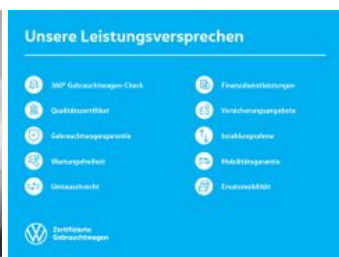 Unsere Leistungsversprechen
360° Gebrauchtwagen-Check
Qualitätszertifikat
Gebrauchtwagengarantie
Wartungsfreiheit
Umtauschrecht
Finanzdienstleistungen
Versicherungsangebote
Inzahlungnahme
Mobilitätsgarantie
Ersatzmobilität
Zertifizierte
Gebrauchtwagen